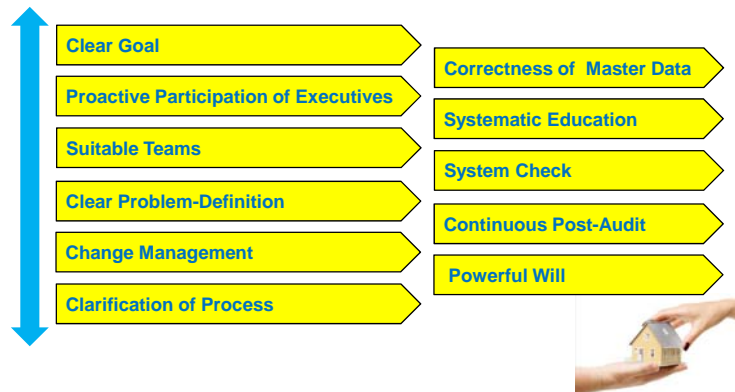 Clear Goal
Proactive Participation of Executives
Suitable Teams
Clear Problem-Definition
Change Management
Clarification of Process
Correctness of Master Data
Systematic Education
System Check
Continuous Post-Audit
Powerful Will